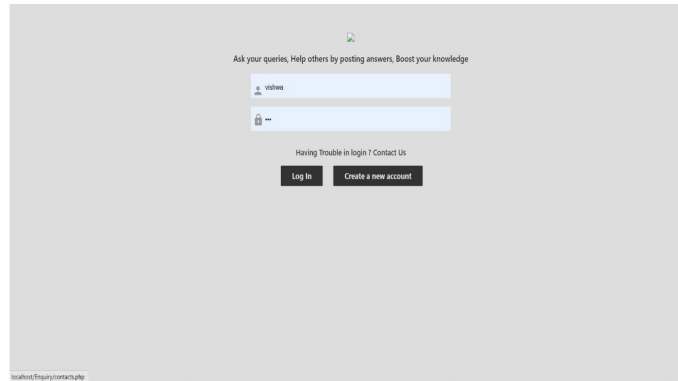 Ask your queries, Help others by posting answers, Boost your knowledge
vishwa
•••
Having Trouble in login ? Contact Us
Log In Create a new account
localhost/Enquiry/contacts.php